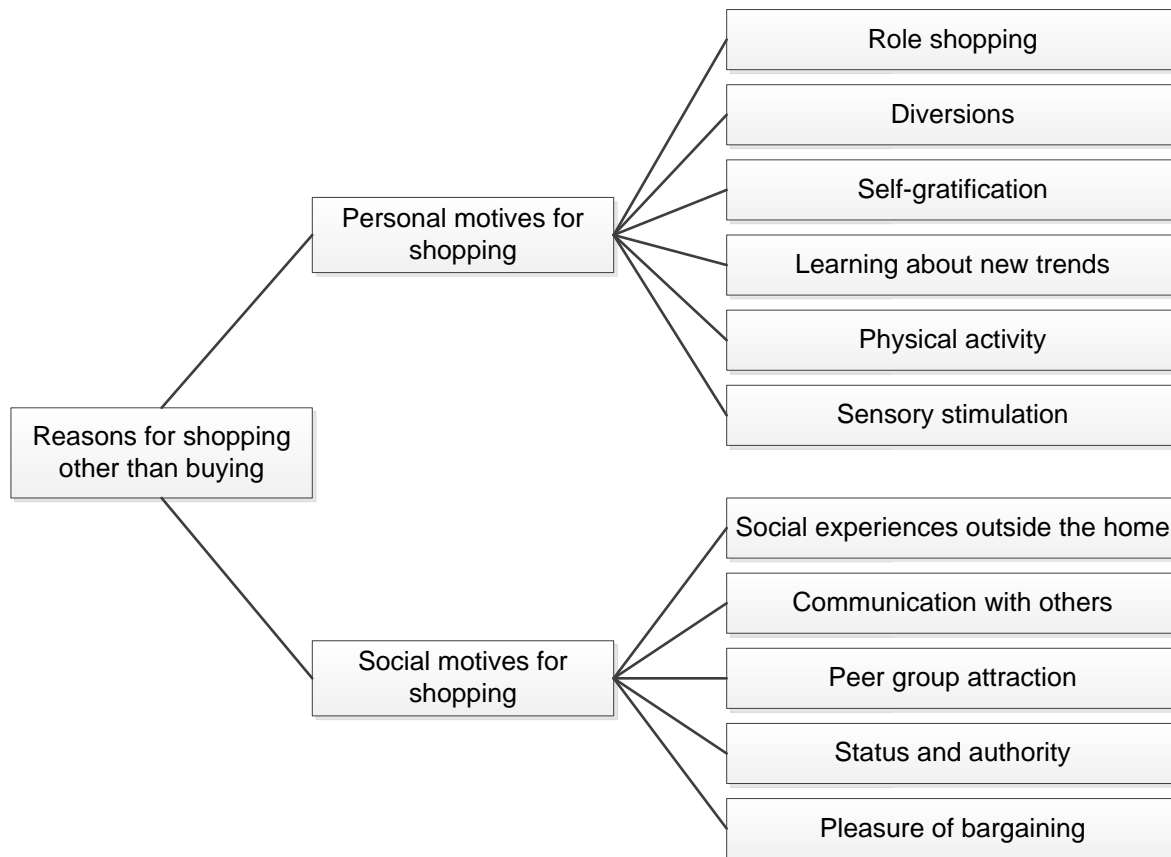 Reasons for shopping
other than buying
Personal motives for
shopping
Role shopping
Diversions
Self-gratification
Learning about new trends
Physical activity
Sensory stimulation
Social motives for
shopping
Social experiences outside the home
Communication with others
Peer group attraction
Status and authority
Pleasure of bargaining